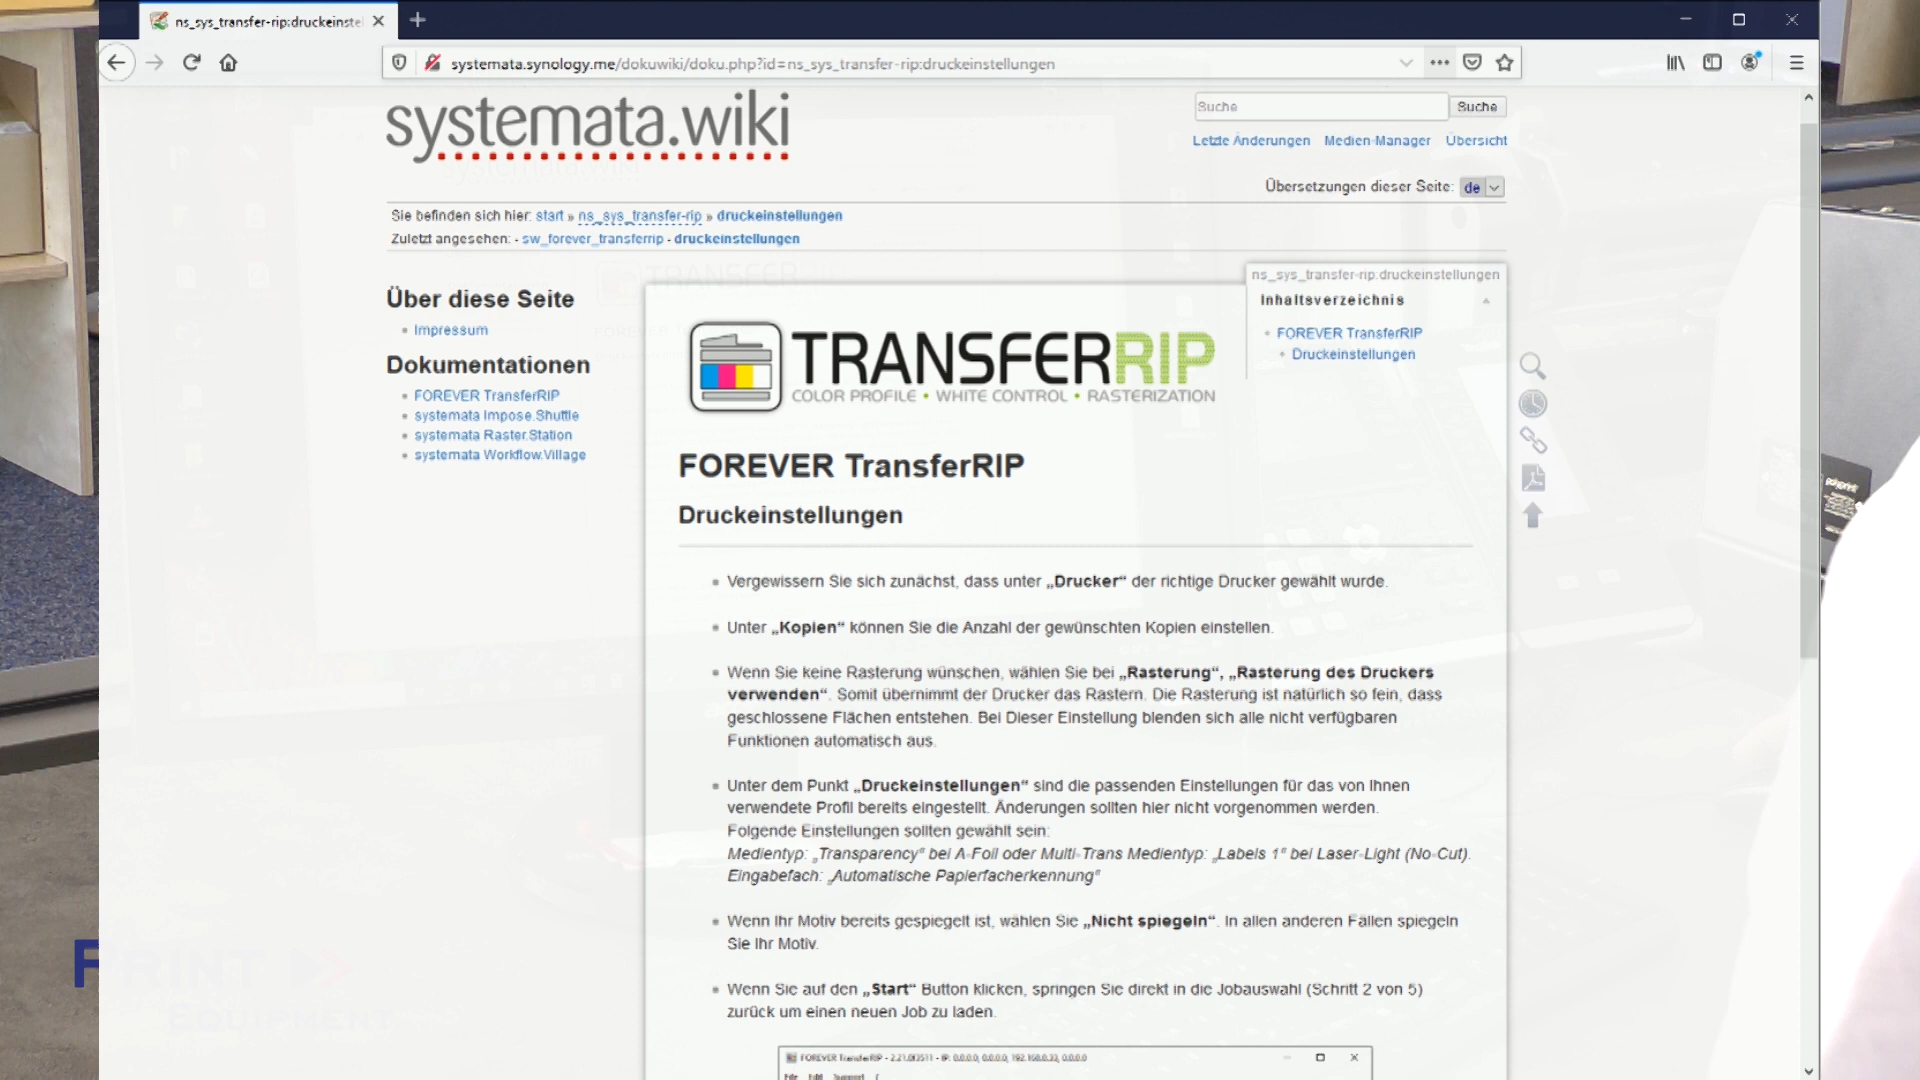 ns_sys_transfer-rip:druckeinste
systemata.synology.me/dokuwiki/doku.php?id=ns_sys_transfer-rip:druckeinstellungen
systemata.wiki
Suche
Suche
Letzte Änderungen Medien-Manager Übersicht
Übersetzungen dieser Seite: de
Sie befinden sich hier: start » ns_sys_transfer-rip » druckeinstellungen
Zuletzt angesehen: • sw_forever_transferrip • druckeinstellungen
Über diese Seite
Impressum
Dokumentationen
FOREVER TransferRIP
systemata Impose.Shuttle
systemata Raster.Station
systemata Workflow.Village
ns_sys_transfer-rip:druckeinstellungen
Inhaltsverzeichnis
FOREVER TransferRIP
Druckeinstellungen
TRANSFERRIP
COLOR PROFILE • WHITE CONTROL • RASTERIZATION
FOREVER TransferRIP
Druckeinstellungen
Vergewissern Sie sich zunächst, dass unter „Drucker“ der richtige Drucker gewählt wurde.
Unter „Kopien“ können Sie die Anzahl der gewünschten Kopien einstellen.
Wenn Sie keine Rasterung wünschen, wählen Sie bei „Rasterung“, „Rasterung des Druckers
verwenden“. Somit übernimmt der Drucker das Rastern. Die Rasterung ist natürlich so fein, dass
geschlossene Flächen entstehen. Bei Dieser Einstellung blenden sich alle nicht verfügbaren
Funktionen automatisch aus.
Unter dem Punkt „Druckeinstellungen“ sind die passenden Einstellungen für das von Ihnen
verwendete Profil bereits eingestellt. Änderungen sollten hier nicht vorgenommen werden.
Folgende Einstellungen sollten gewählt sein:
Medientyp: „Transparency“ bei A-Foil oder Multi-Trans Medientyp: „Labels 1“ bei Laser-Light (No-Cut).
Eingabefach: „Automatische Papierfacherkennung“
Wenn Ihr Motiv bereits gespiegelt ist, wählen Sie „Nicht spiegeln“. In allen anderen Fällen spiegeln
Sie Ihr Motiv.
Wenn Sie auf den „Start“ Button klicken, springen Sie direkt in die Jobauswahl (Schritt 2 von 5)
zurück um einen neuen Job zu laden.
PRINT
EQUIPMENT
File Edit Support